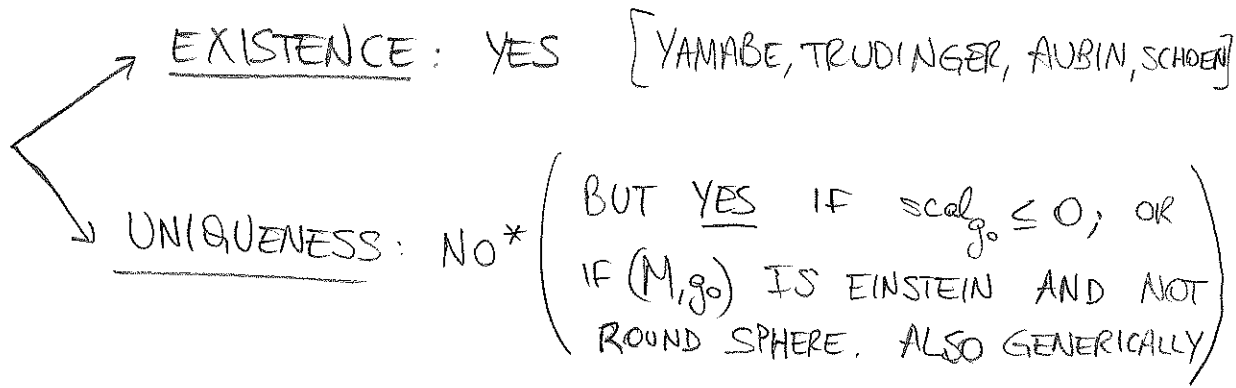 EXISTENCE: YES [YAMABE, TRUDINGER, AUBIN, SCHOEN]
UNIQUENESS: NO* (BUT YES IF scal_g₀ ≤ 0; OR
IF (M, g₀) IS EINSTEIN AND NOT
ROUND SPHERE. ALSO GENERICALLY)